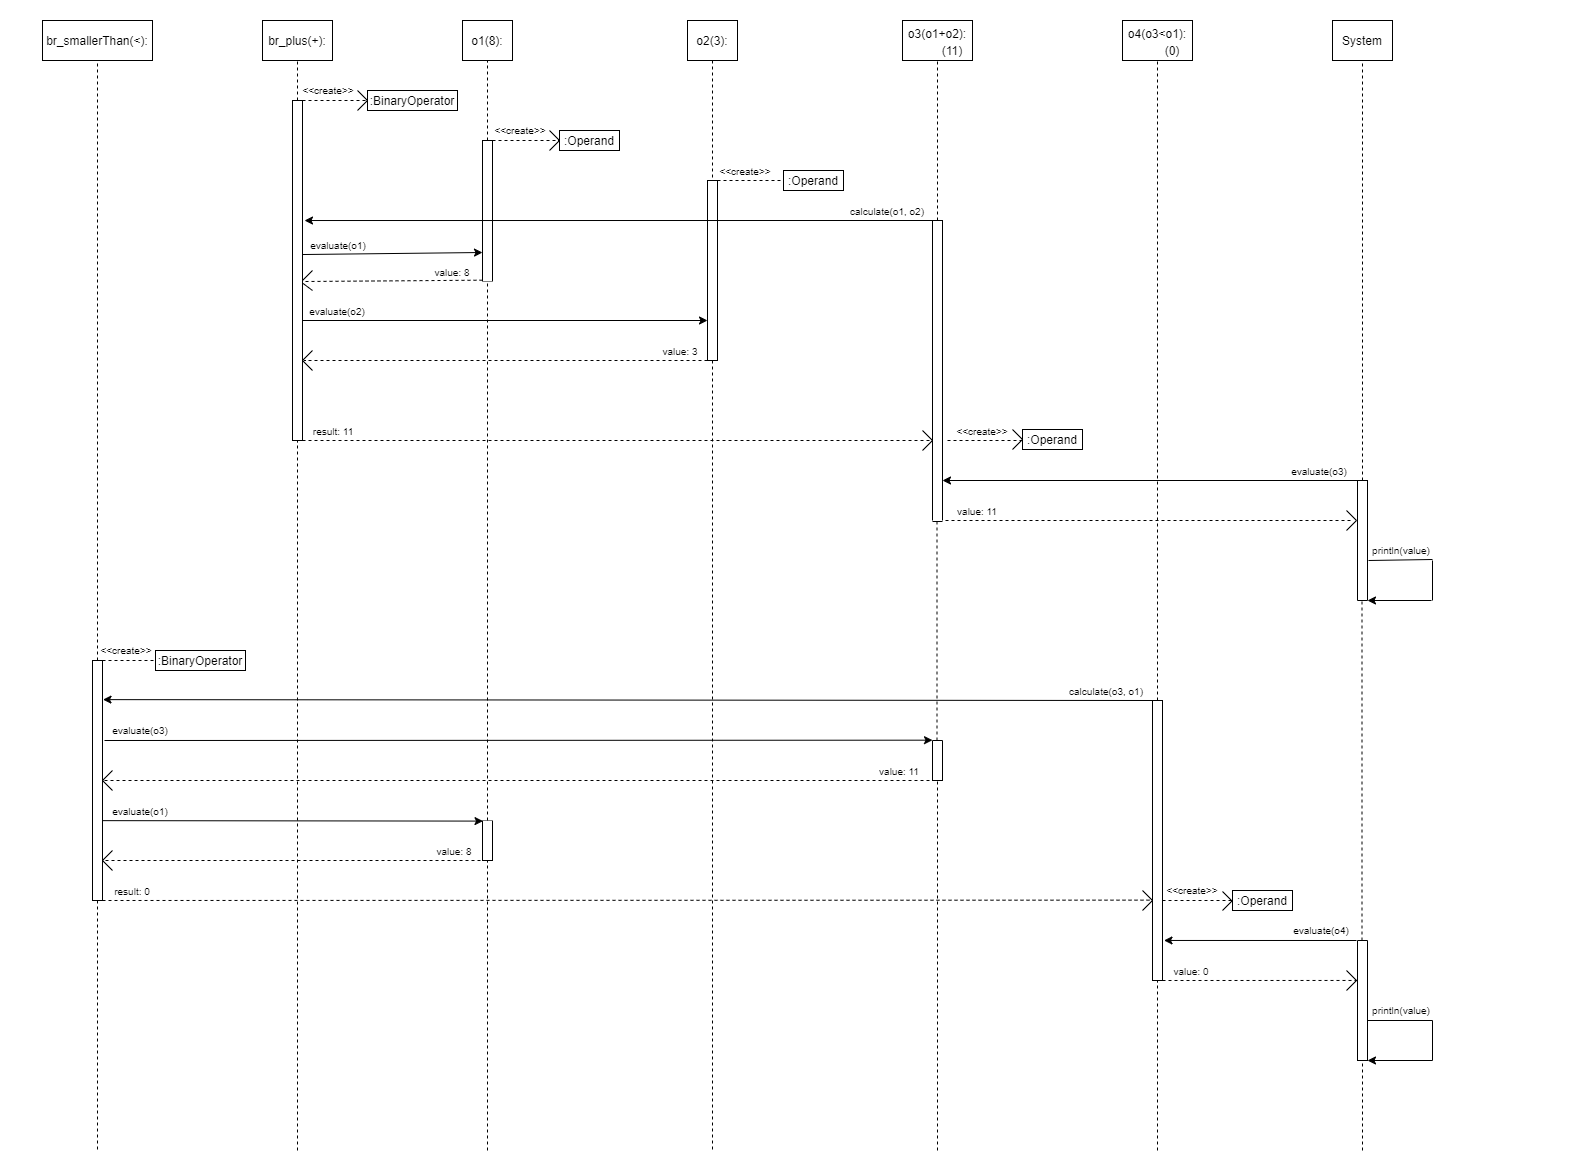 br_smallerThan(<):
br_plus(+):
o1(8):
o2(3):
o3(o1+o2):
(11)
o4(o3<o1):
(0)
System
<<create>>
:BinaryOperator
<<create>>
:Operand
<<create>>
:Operand
calculate(o1, o2)
evaluate(o1)
value: 8
evaluate(o2)
value: 3
result: 11
<<create>>
:Operand
evaluate(o3)
value: 11
println(value)
<<create>>
:BinaryOperator
calculate(o3, o1)
evaluate(o3)
value: 11
evaluate(o1)
value: 8
result: 0
<<create>>
:Operand
evaluate(o4)
value: 0
println(value)